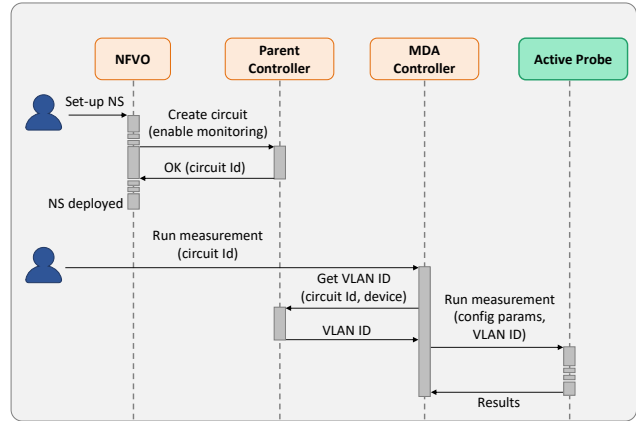 NFVO
Parent
Controller
MDA
Controller
Active Probe
Set-up NS
Create circuit
(enable monitoring)
OK (circuit Id)
NS deployed
Run measurement
(circuit Id)
Get VLAN ID
(circuit Id, device)
Run measurement
(config params,
VLAN ID)
VLAN ID
Results